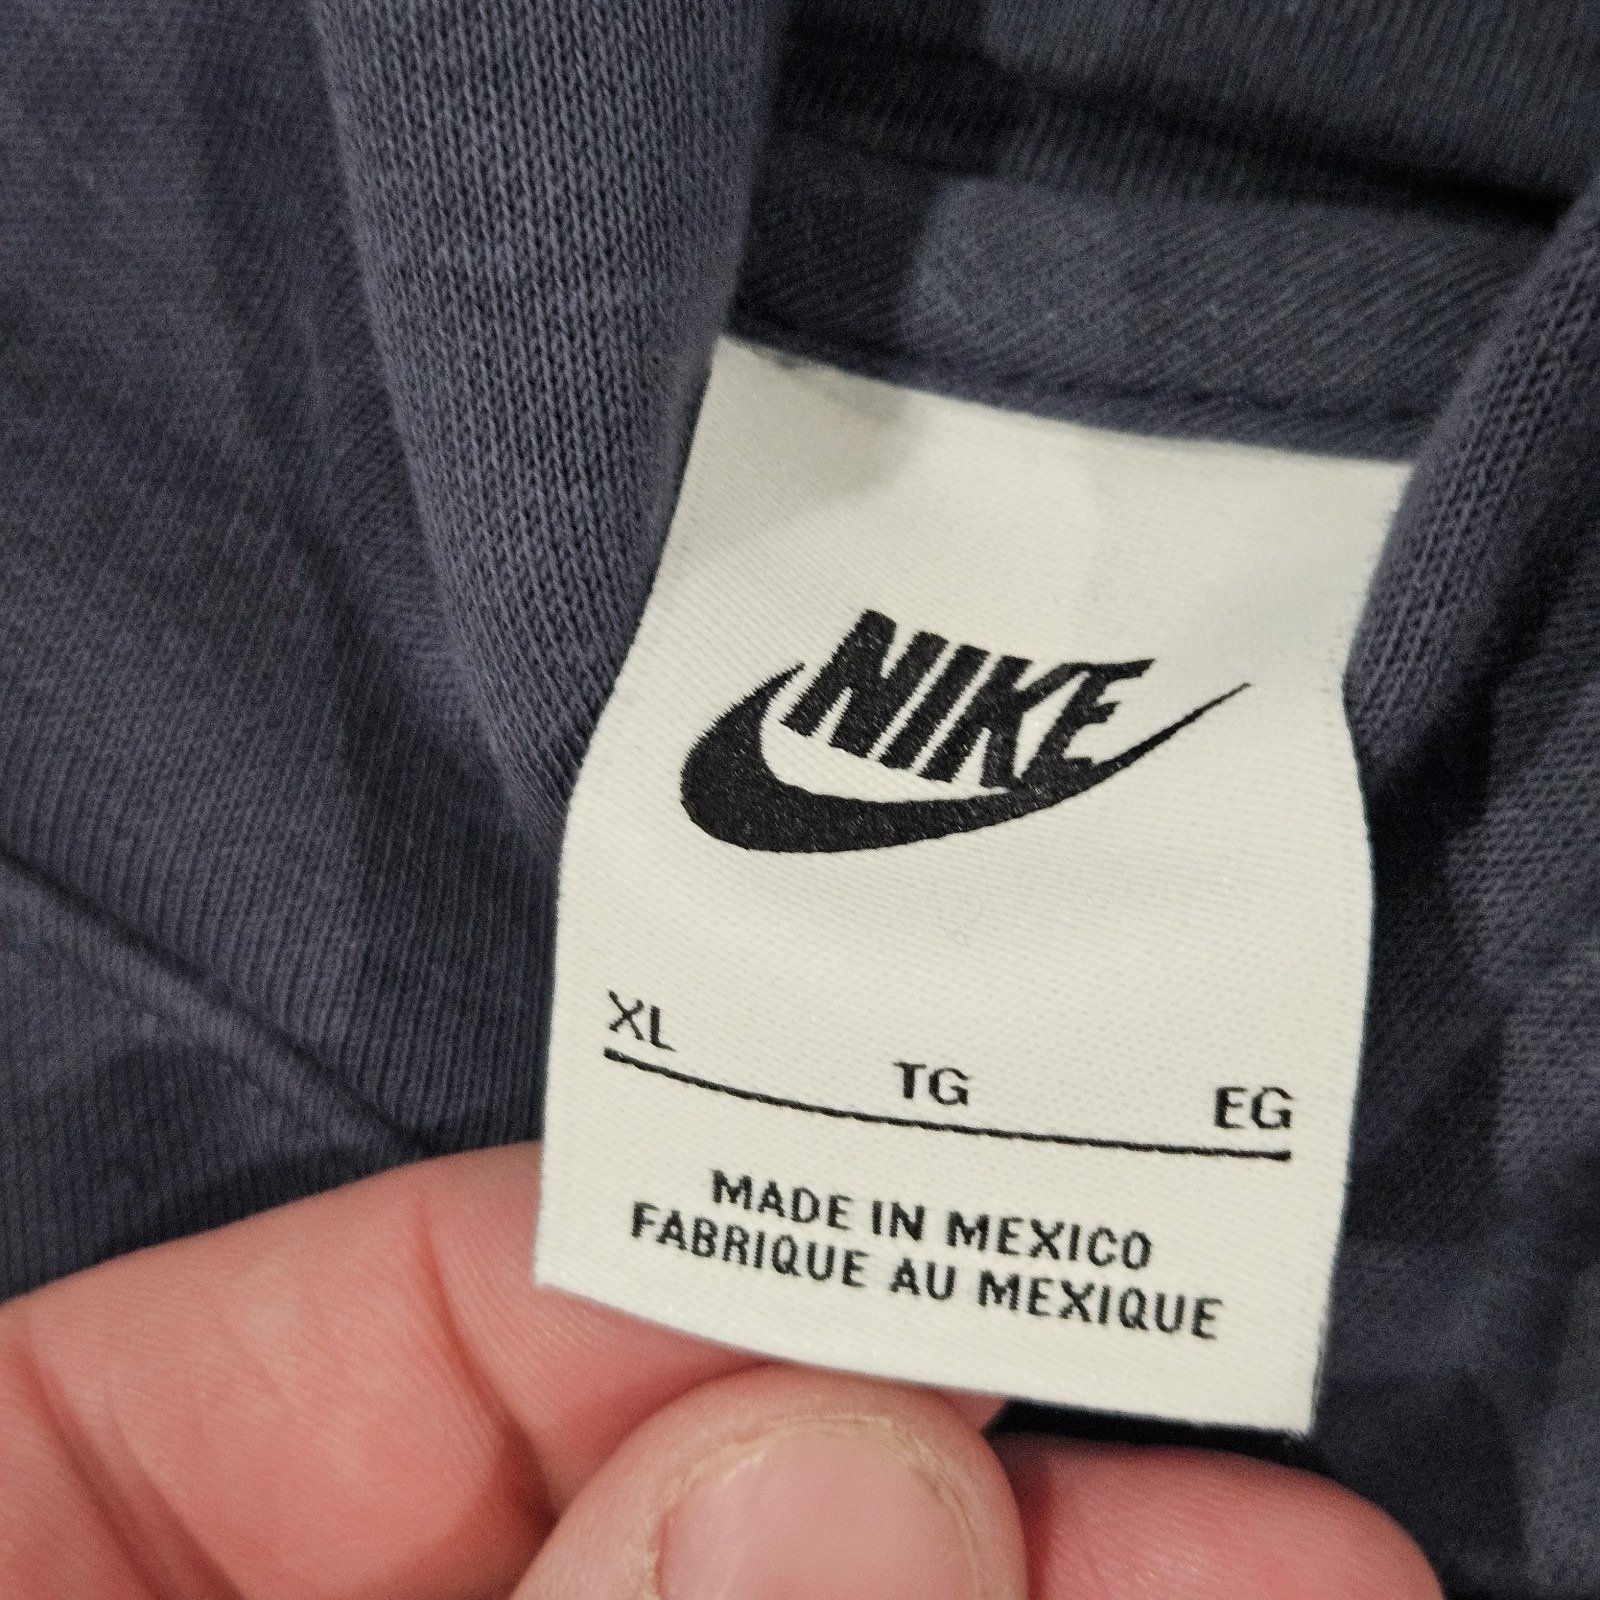 NIKE
XL TG EG
MADE IN MEXICO
FABRIQUE AU MEXIQUE